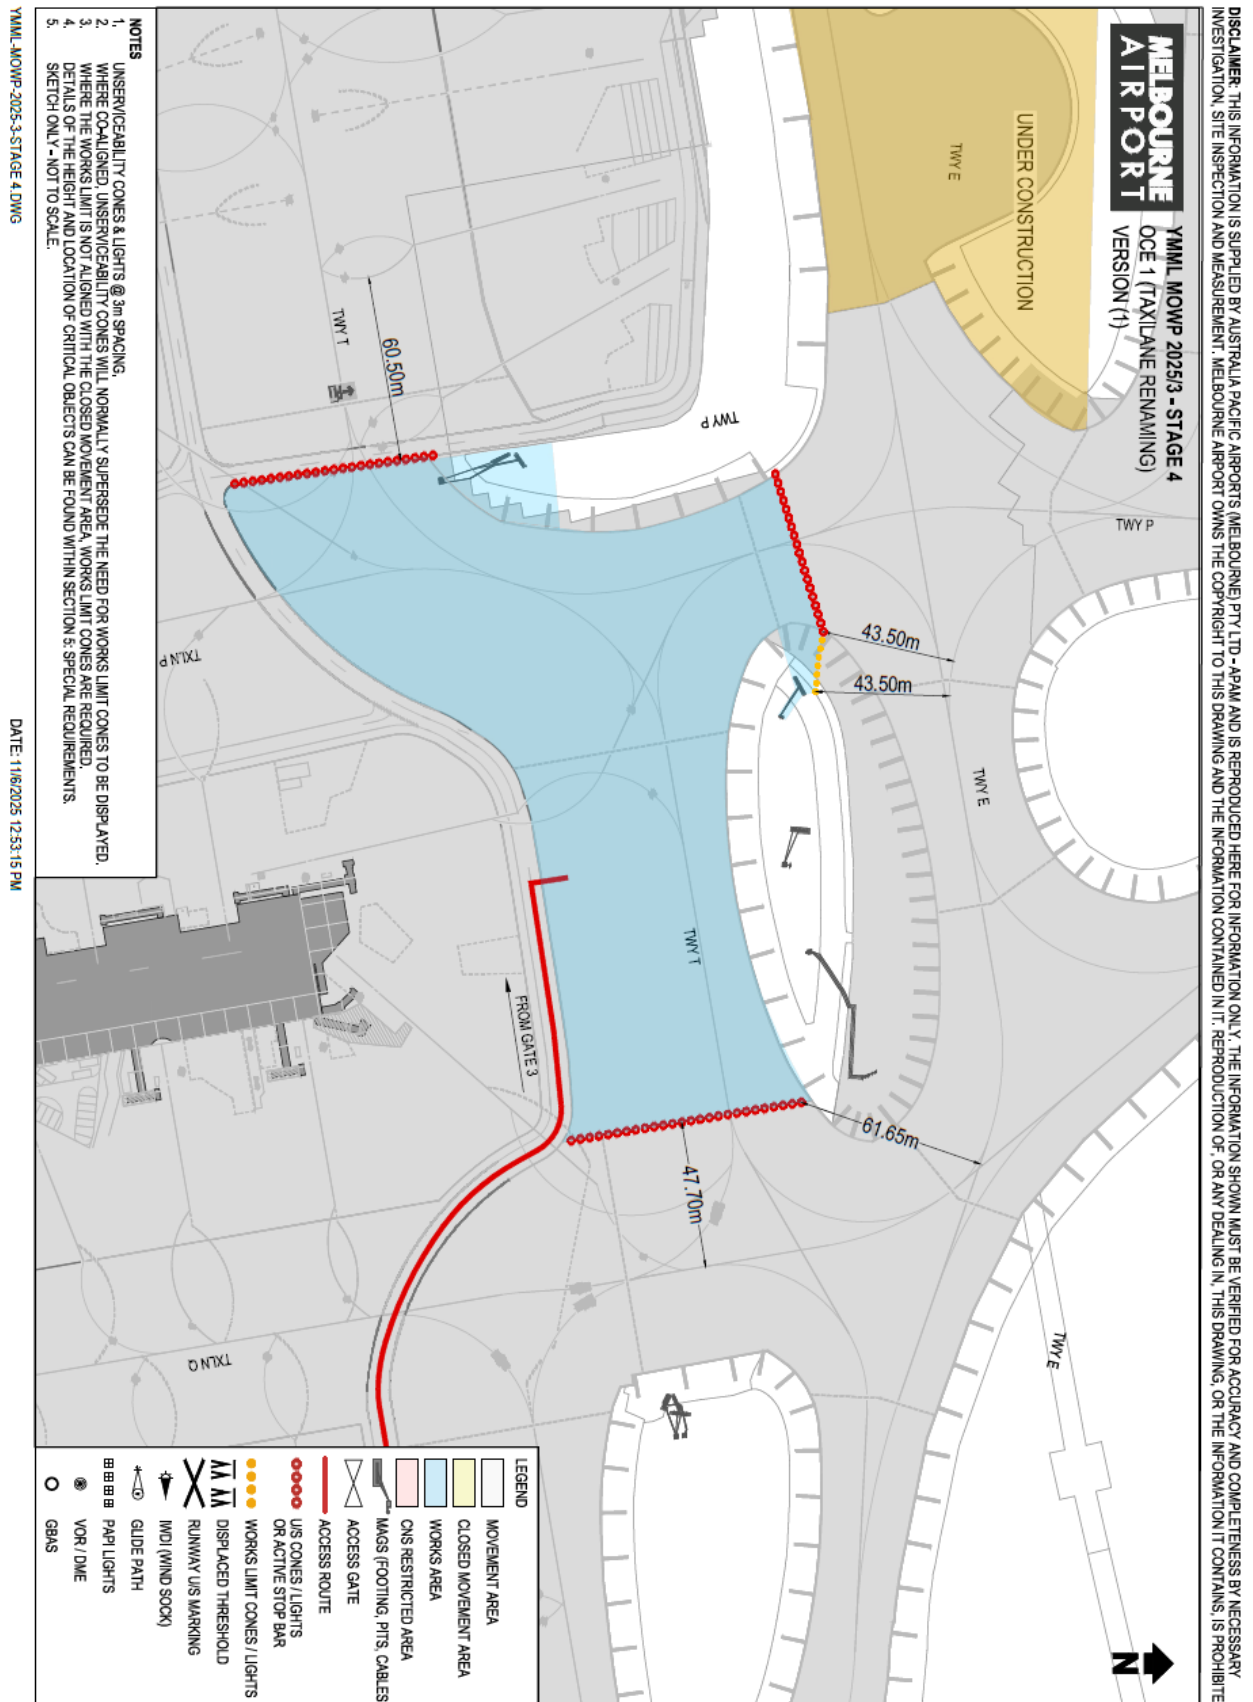 DISCLAIMER: THIS INFORMATION IS SUPPLIED BY AUSTRALIA PACIFIC AIRPORTS (MELBOURNE) PTY LTD - APAM AND IS REPRODUCED HERE FOR INFORMATION ONLY. THE INFORMATION SHOWN MUST BE VERIFIED FOR ACCURACY AND COMPLETENESS BY NECESSARY
INVESTIGATION, SITE INSPECTION AND MEASUREMENT. MELBOURNE AIRPORT OWNS THE COPYRIGHT TO THIS DRAWING AND THE INFORMATION CONTAINED IN IT. REPRODUCTION OF, OR ANY DEALING IN, THIS DRAWING, OR THE INFORMATION IT CONTAINS, IS PROHIBITE
MELBOURNE
AIRPORT
YMML MOWP 2025/3 - STAGE 4
OCE 1 (TAXILANE RENAMING)
VERSION (1)
UNDER CONSTRUCTION
TWY E
TWY P
TWY P
TWY E
TWY E
43.50m
43.50m
61.65m
47.70m
60.50m
TWY T
TWY T
TXLN P
TXLN Q
FROM GATE 3
N
NOTES
1. UNSERVICEABILITY CONES & LIGHTS @ 3m SPACING.
2. WHERE CO-ALIGNED, UNSERVICEABILITY CONES WILL NORMALLY SUPERSEDE THE NEED FOR WORKS LIMIT CONES TO BE DISPLAYED.
3. WHERE THE WORKS LIMIT IS NOT ALIGNED WITH THE CLOSED MOVEMENT AREA, WORKS LIMIT CONES ARE REQUIRED.
4. DETAILS OF THE HEIGHT AND LOCATION OF CRITICAL OBJECTS CAN BE FOUND WITHIN SECTION 5: SPECIAL REQUIREMENTS.
5. SKETCH ONLY - NOT TO SCALE.
LEGEND
MOVEMENT AREA
CLOSED MOVEMENT AREA
WORKS AREA
CNS RESTRICTED AREA
MAGS (FOOTING, PITS, CABLES
ACCESS GATE
ACCESS ROUTE
U/S CONES / LIGHTS
OR ACTIVE STOP BAR
WORKS LIMIT CONES / LIGHTS
DISPLACED THRESHOLD
RUNWAY U/S MARKING
IWDI (WIND SOCK)
GLIDE PATH
PAPI LIGHTS
VOR / DME
GBAS
YMML-MOWP-2025-3-STAGE 4.DWG
DATE: 11/6/2025 12:53:15 PM